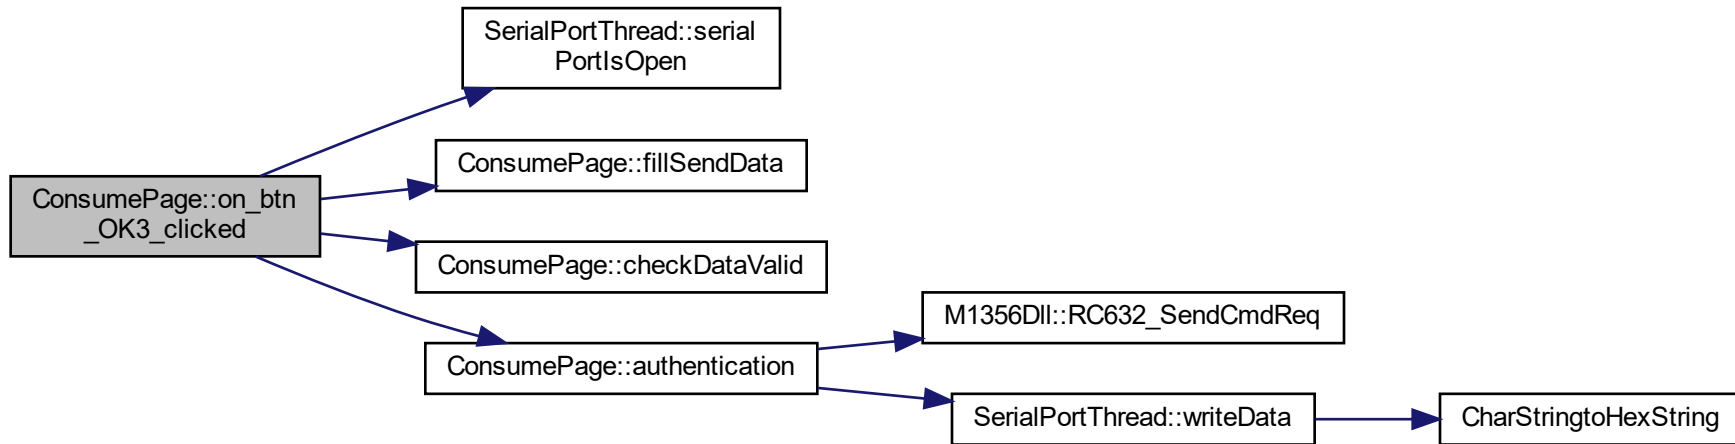 SerialPortThread::serial
PortIsOpen
ConsumePage::fillSendData
ConsumePage::on_btn
_OK3_clicked
ConsumePage::checkDataValid
M1356Dll::RC632_SendCmdReq
ConsumePage::authentication
SerialPortThread::writeData
CharStringtoHexString